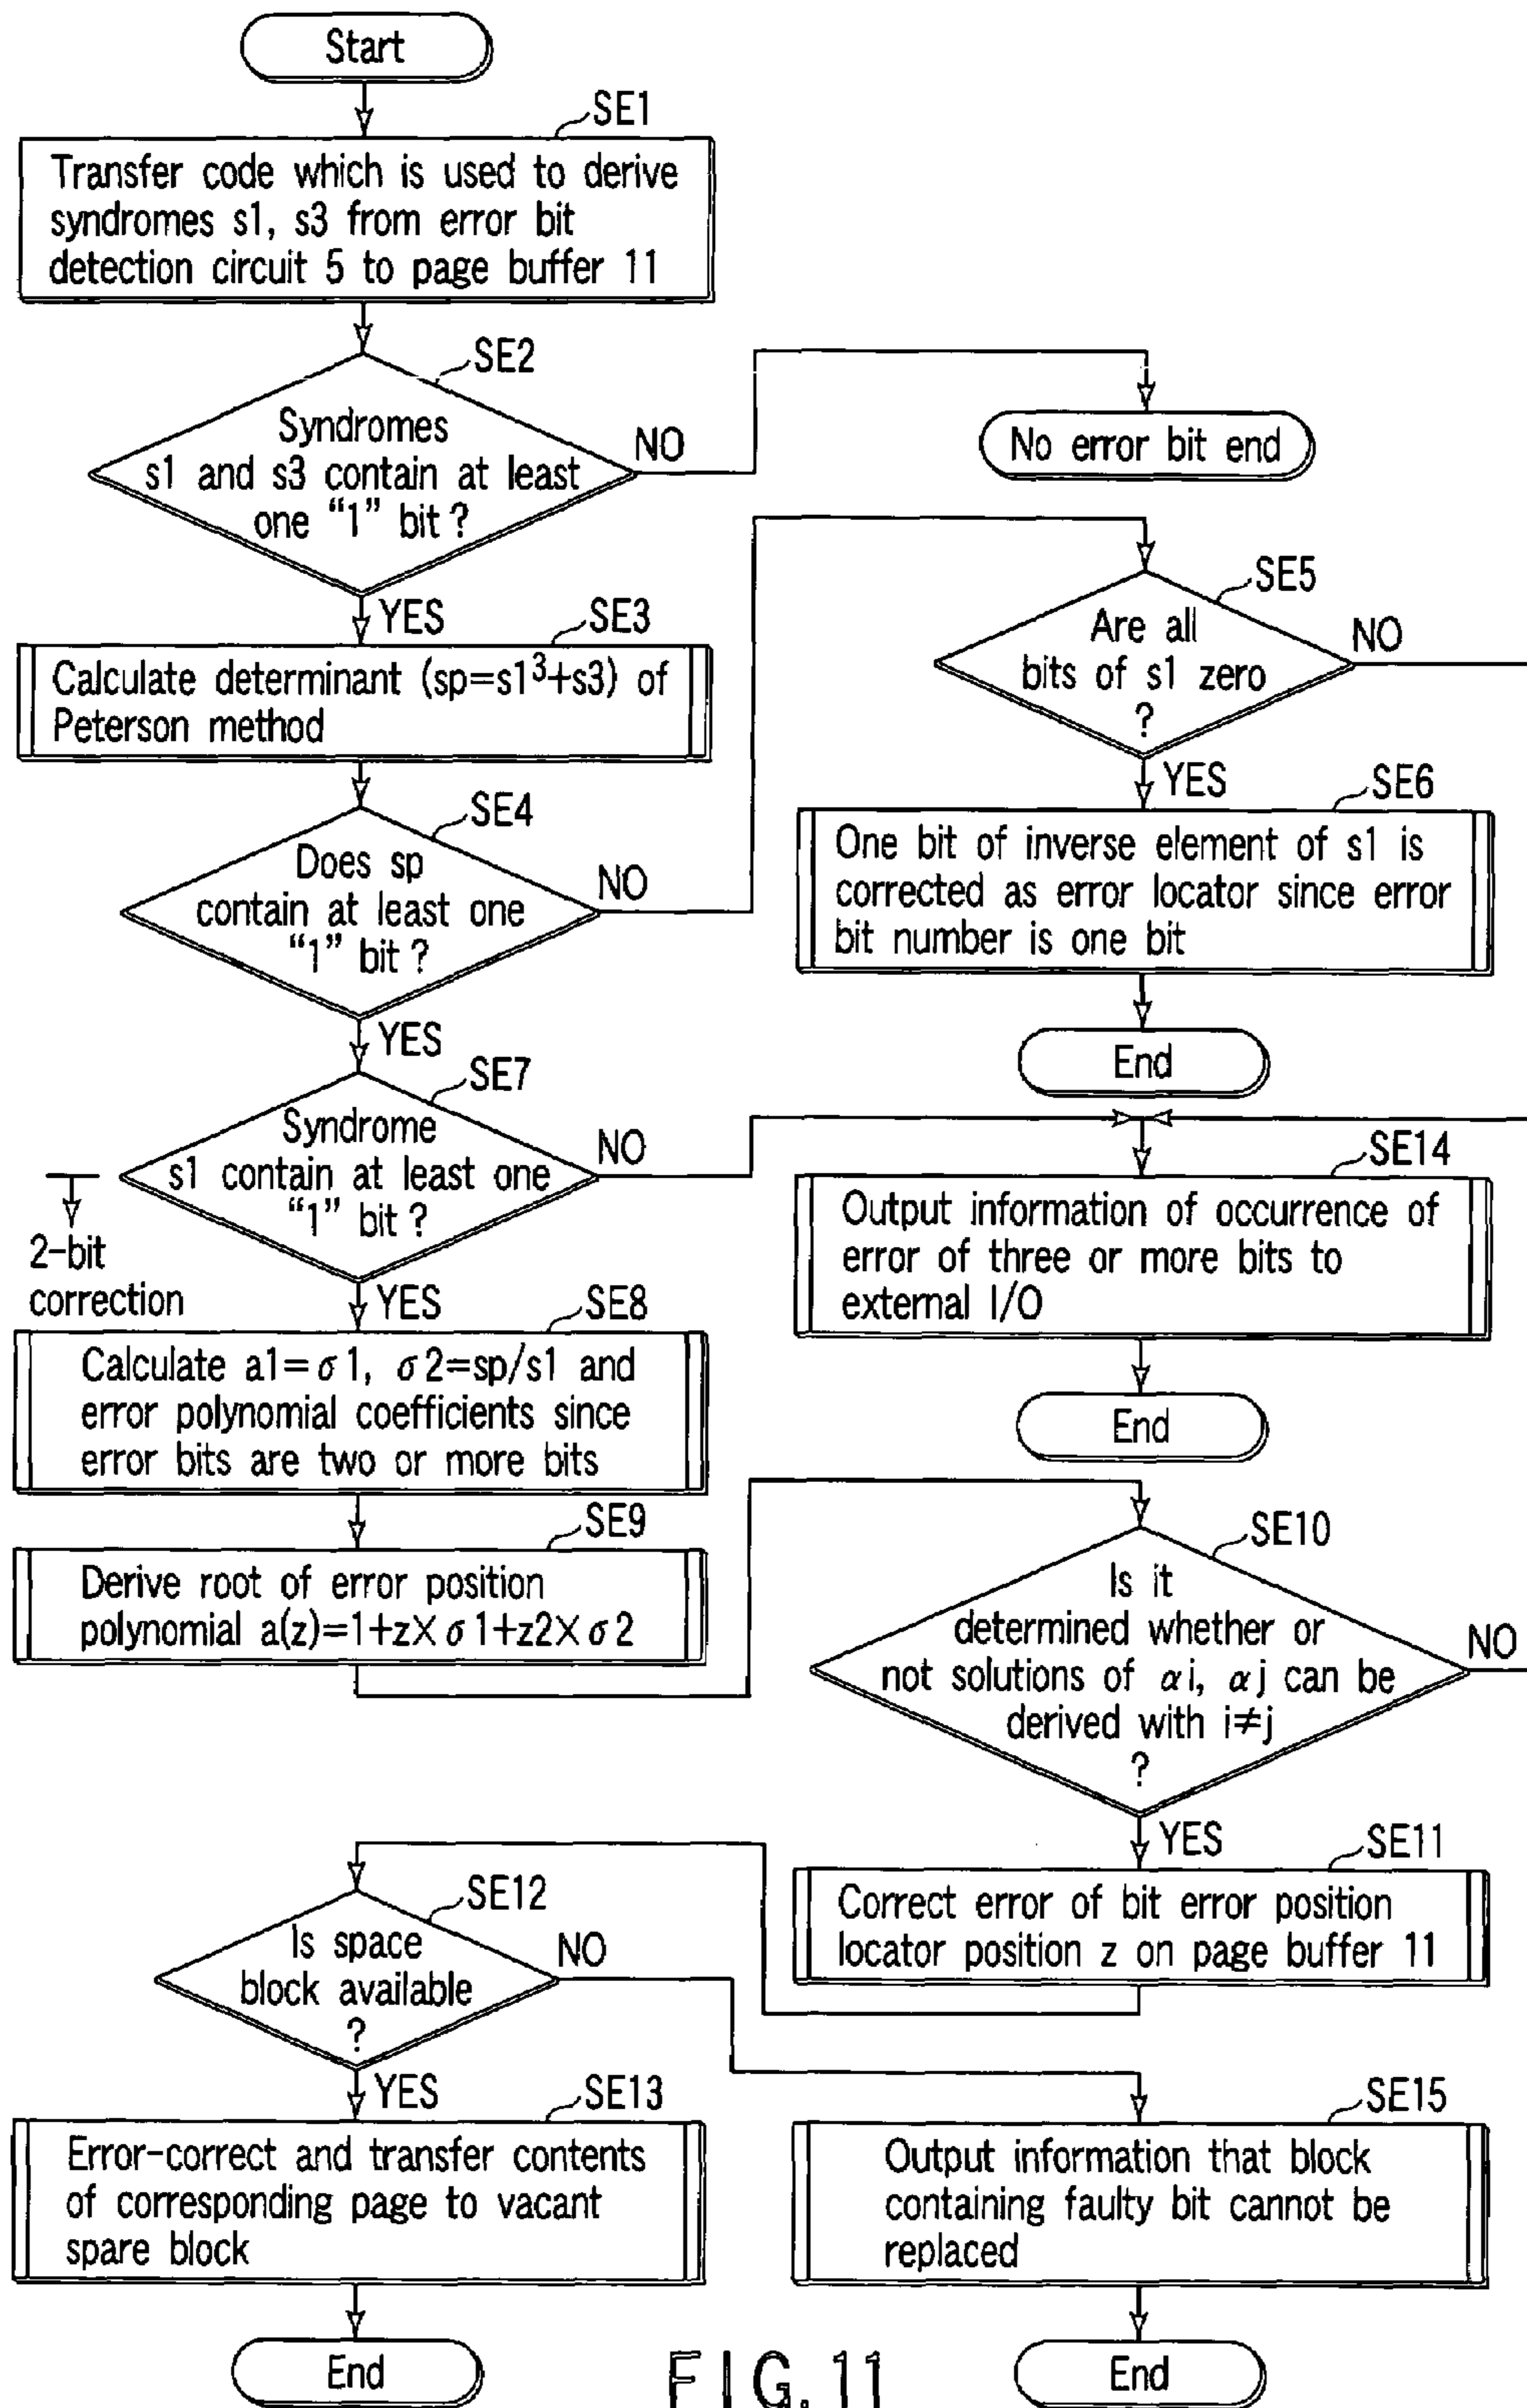 Start
SE1
Transfer code which is used to derive
syndromes s1, s3 from error bit
detection circuit 5 to page buffer 11
SE2
Syndromes
s1 and s3 contain at least
one “1” bit ?
NO
No error bit end
YES
SE3
Calculate determinant (sp=s1³+s3) of
Peterson method
SE4
Does sp
contain at least one
“1” bit ?
NO
SE5
Are all
bits of s1 zero
?
NO
YES
SE6
One bit of inverse element of s1 is
corrected as error locator since error
bit number is one bit
End
YES
SE7
Syndrome
s1 contain at least one
“1” bit ?
NO
2-bit
correction
SE14
Output information of occurrence of
error of three or more bits to
external I/O
End
YES
SE8
Calculate a1=σ1, σ2=sp/s1 and
error polynomial coefficients since
error bits are two or more bits
SE9
Derive root of error position
polynomial a(z)=1+z×σ1+z2×σ2
SE10
Is it
determined whether or
not solutions of αi, αj can be
derived with i≠j
?
NO
YES
SE11
Correct error of bit error position
locator position z on page buffer 11
SE12
Is space
block available
?
NO
YES
SE13
Error-correct and transfer contents
of corresponding page to vacant
spare block
End
SE15
Output information that block
containing faulty bit cannot be
replaced
End
FIG. 11